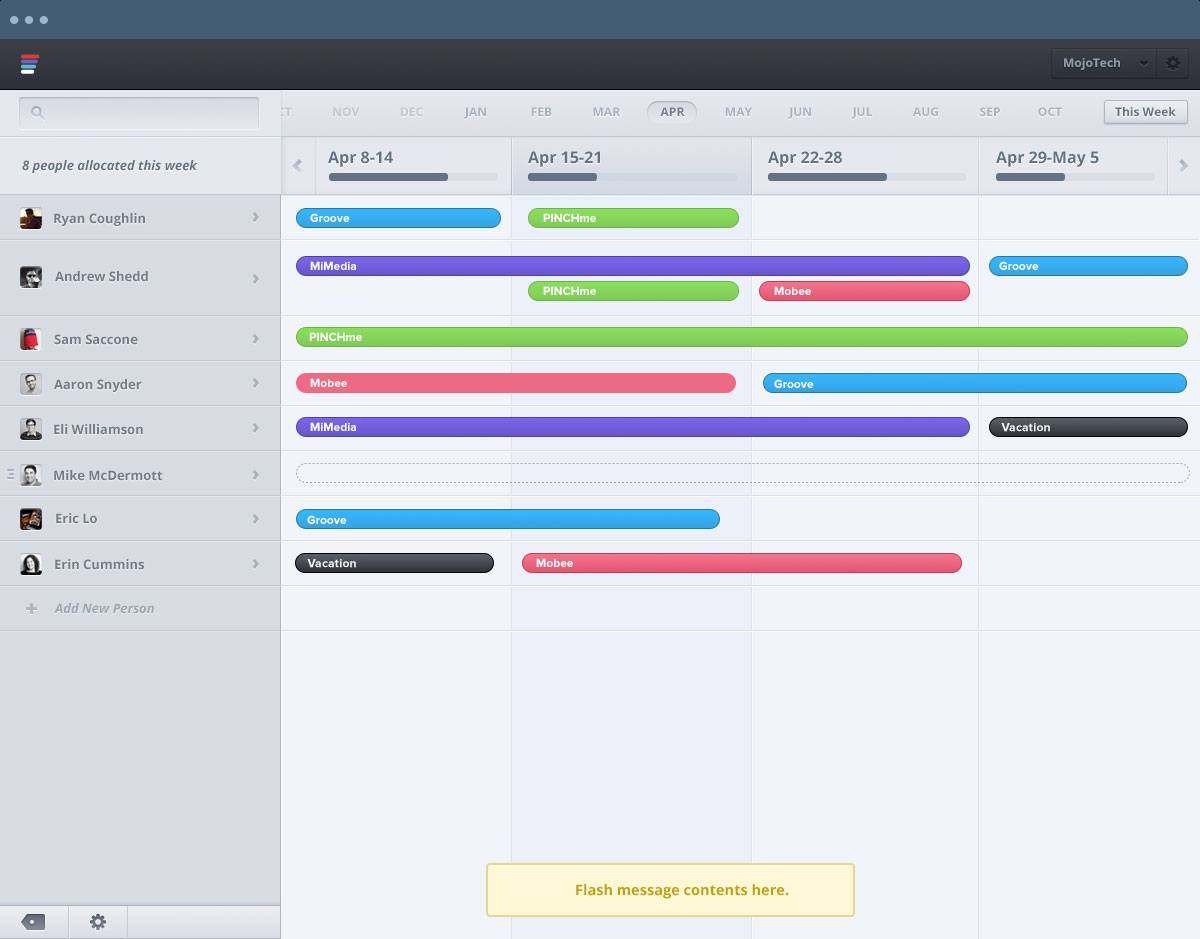 MojoTech
CT NOV DEC JAN FEB MAR APR MAY JUN JUL AUG SEP OCT This Week
8 people allocated this week
Apr 8-14 Apr 15-21 Apr 22-28 Apr 29-May 5
Ryan Coughlin Groove PINCHme
Andrew Shedd MiMedia Groove
PINCHme Mobee
Sam Saccone PINCHme
Aaron Snyder Mobee Groove
Eli Williamson MiMedia Vacation
Mike McDermott
Eric Lo Groove
Erin Cummins Vacation Mobee
Add New Person
Flash message contents here.